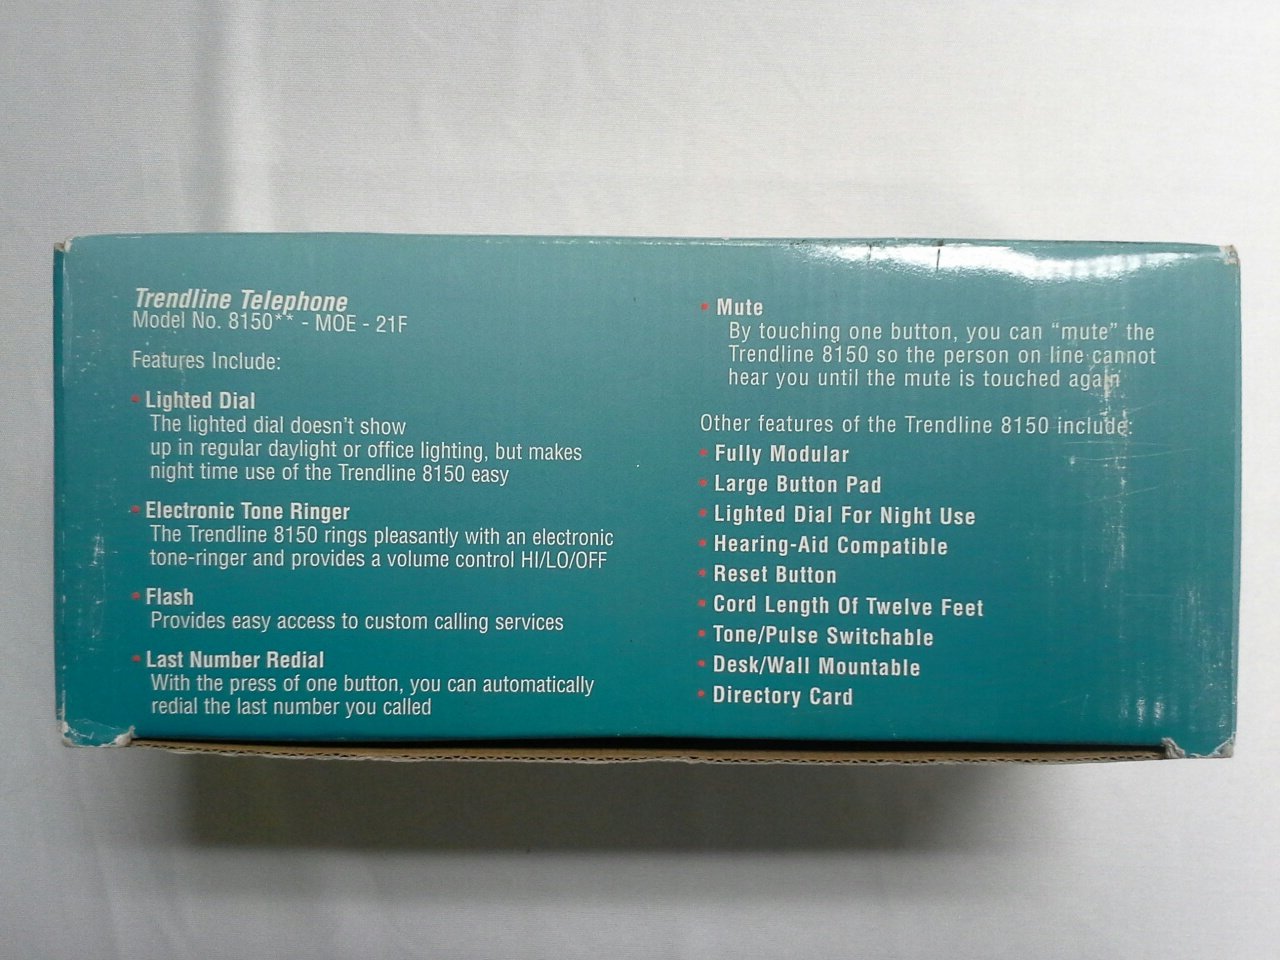 Trendline Telephone
Model No. 8150** - MOE - 21F
Features Include:
• Lighted Dial
The lighted dial doesn't show
up in regular daylight or office lighting, but makes
night time use of the Trendline 8150 easy
• Electronic Tone Ringer
The Trendline 8150 rings pleasantly with an electronic
tone-ringer and provides a volume control HI/LO/OFF
• Flash
Provides easy access to custom calling services
• Last Number Redial
With the press of one button, you can automatically
redial the last number you called
• Mute
By touching one button, you can "mute" the
Trendline 8150 so the person on line cannot
hear you until the mute is touched again
Other features of the Trendline 8150 include:
• Fully Modular
• Large Button Pad
• Lighted Dial For Night Use
• Hearing-Aid Compatible
• Reset Button
• Cord Length Of Twelve Feet
• Tone/Pulse Switchable
• Desk/Wall Mountable
• Directory Card